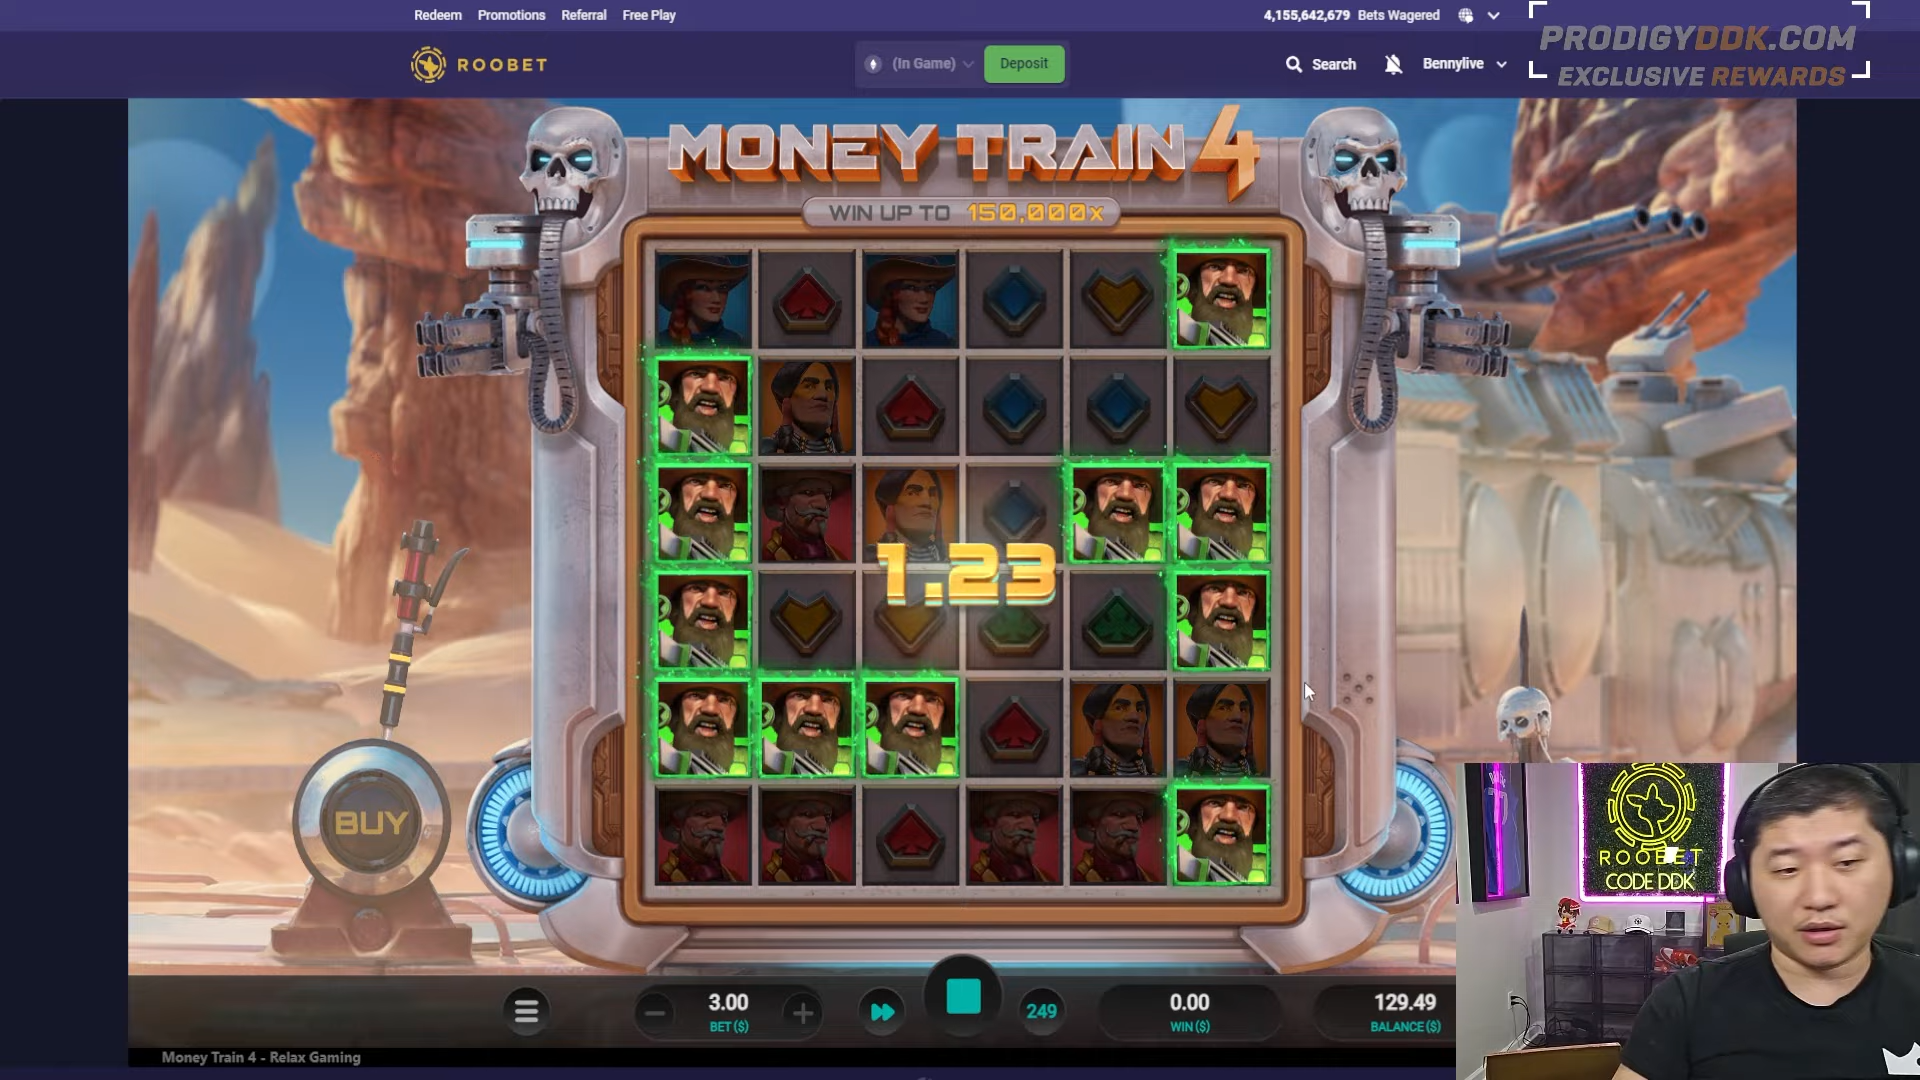 Redeem Promotions Referral Free Play
4,155,642,679 Bets Wagered
PRODIGYDDK.COM
EXCLUSIVE REWARDS
ROOBET
(In Game)
Deposit
Search
Bennylive
MONEY TRAIN 4
WIN UP TO 150,000x
1.23
BUY
ROOBET
CODE DDK
3.00
BET($)
249
0.00
WIN($)
129.49
BALANCE($)
Money Train 4 - Relax Gaming